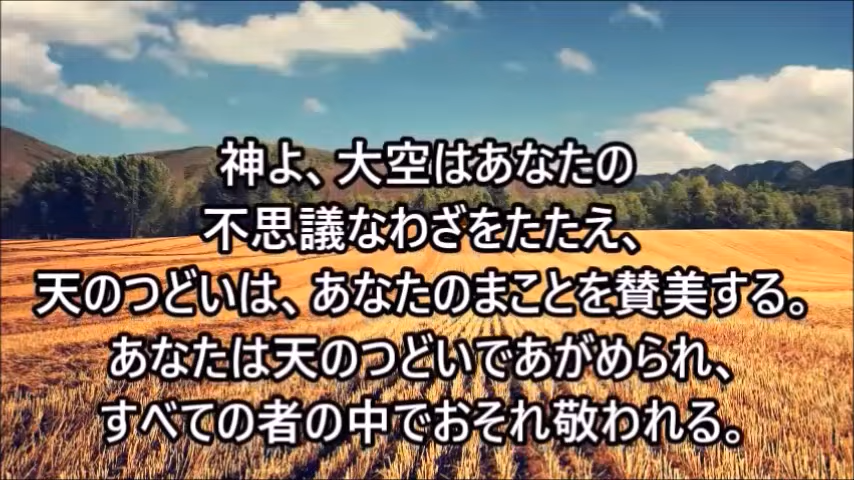 神よ、大空はあなたの
不思議なわざをたたえ、
天のつどいは、あなたのまことを賛美する。
あなたは天のつどいであがめられ、
すべての者の中でおそれ敬われる。